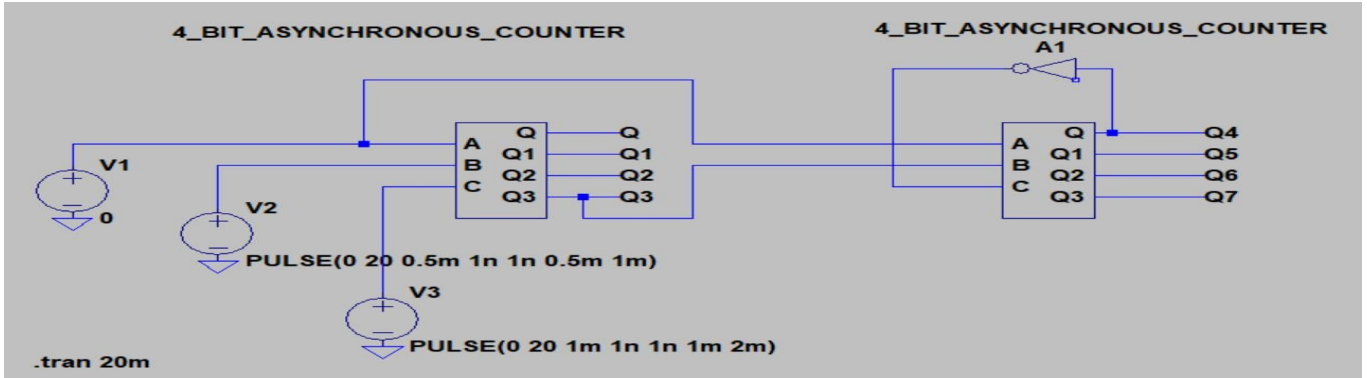 4_BIT_ASYNCHRONOUS_COUNTER
4_BIT_ASYNCHRONOUS_COUNTER
A1
Q
Q
A
Q1
Q1
B
Q2
Q2
C
Q3
Q3
Q
Q4
A
Q1
Q5
B
Q2
Q6
C
Q3
Q7
V1
0
V2
PULSE(0 20 0.5m 1n 1n 0.5m 1m)
V3
PULSE(0 20 1m 1n 1n 1m 2m)
.tran 20m